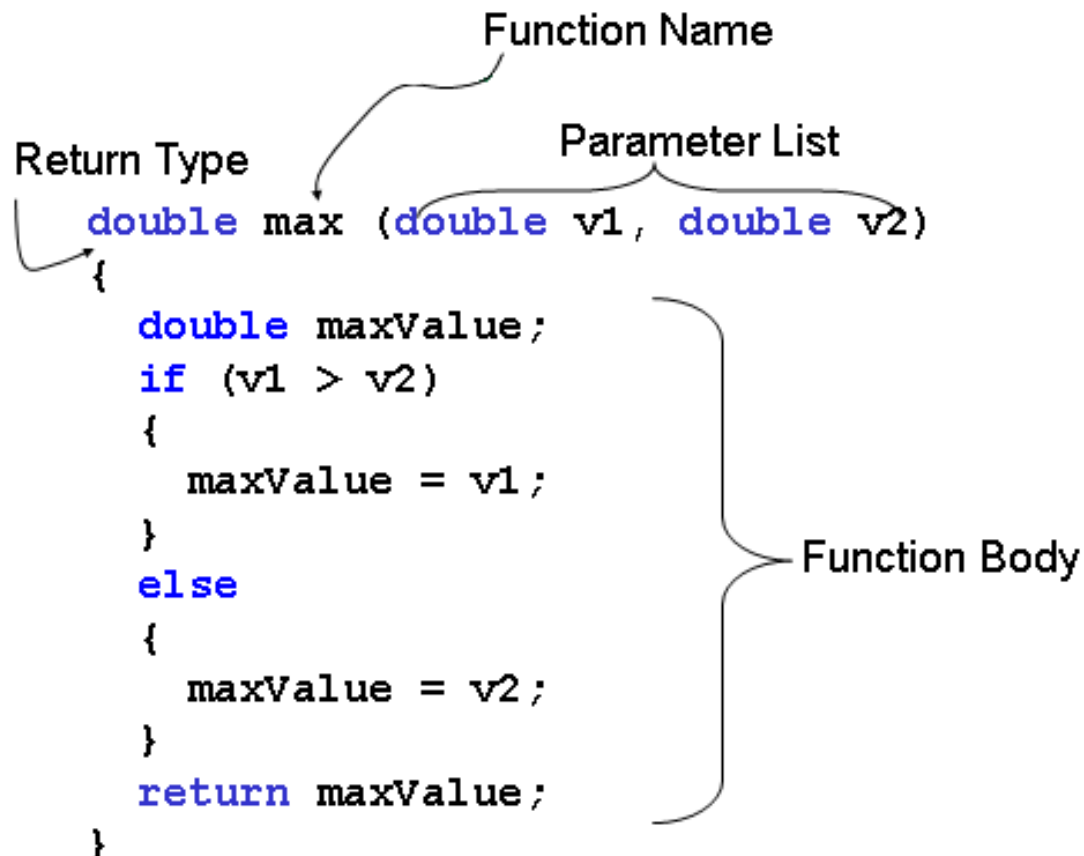 Function Name
Parameter List
Return Type
double max (double v1, double v2)
{
double maxValue;
if (v1 > v2)
{
maxValue = v1;
}
else
{
maxValue = v2;
}
return maxValue;
}
Function Body